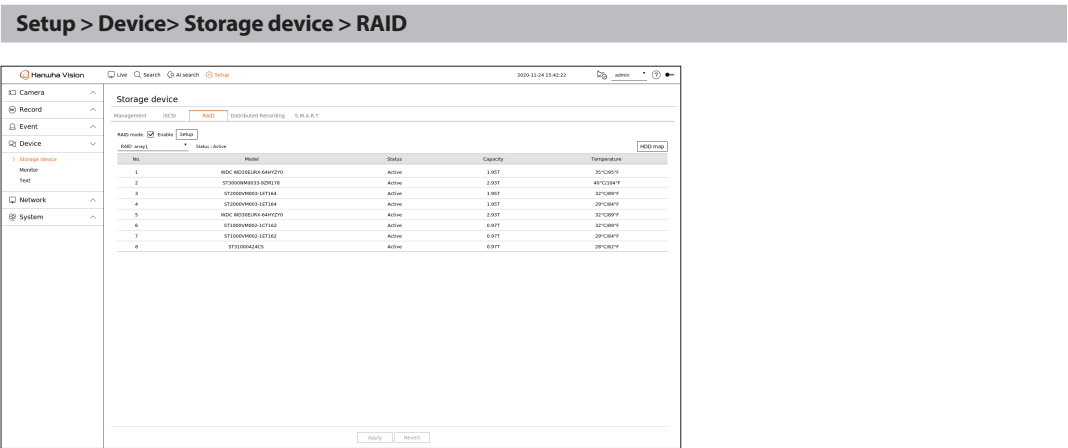 Setup > Device> Storage device > RAID
Hanwha Vision
Live Search AI search Setup
2020-11-24 15:42:22
admin
Camera
Record
Event
Device
Storage device
Monitor
Text
Network
System
Storage device
Management iSCSI RAID Distributed Recording S.M.A.R.T
RAID mode Enable Setup
RAID array1 Status : Active HDD map
No. Model Status Capacity Temperature
1 WDC WD20EURX-64HYZY0 Active 1.95T 35°C/95°F
2 ST3000NM0033-9ZM178 Active 2.93T 40°C/104°F
3 ST2000VM003-1ET164 Active 1.95T 32°C/89°F
4 ST2000VM003-1ET164 Active 1.95T 29°C/84°F
5 WDC WD30EURX-64HYZY0 Active 2.93T 32°C/89°F
6 ST1000VM002-1CT162 Active 0.97T 32°C/89°F
7 ST1000VM002-1ET162 Active 0.97T 29°C/84°F
8 ST31000424CS Active 0.97T 28°C/82°F
Apply Revert